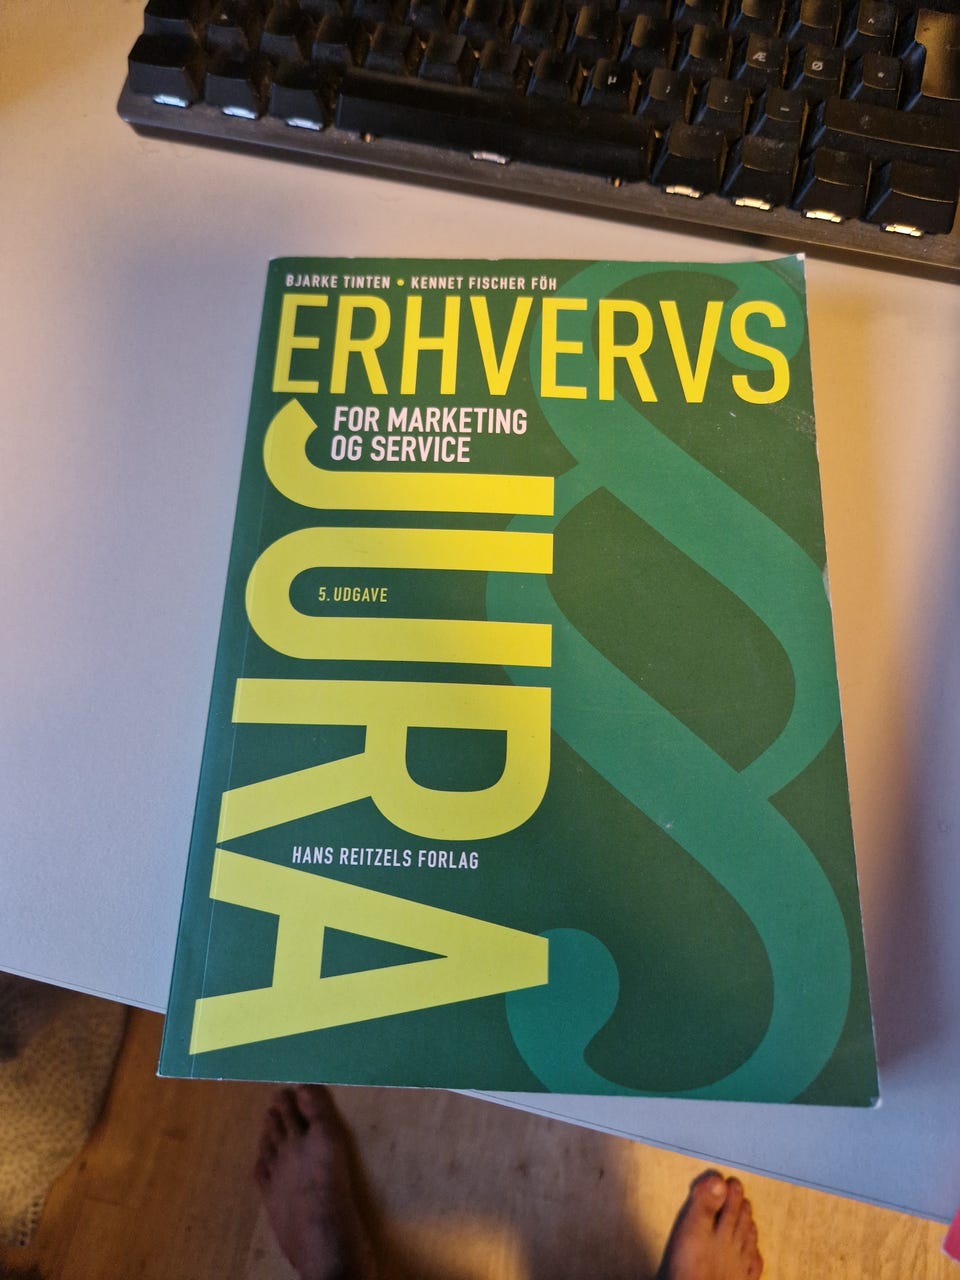 Æ
Ø
*
µ
;
:
-
BJARKE TINTEN • KENNET FISCHER FÖH
ERHVERVS
FOR MARKETING
OG SERVICE
JURA
5. UDGAVE
HANS REITZELS FORLAG